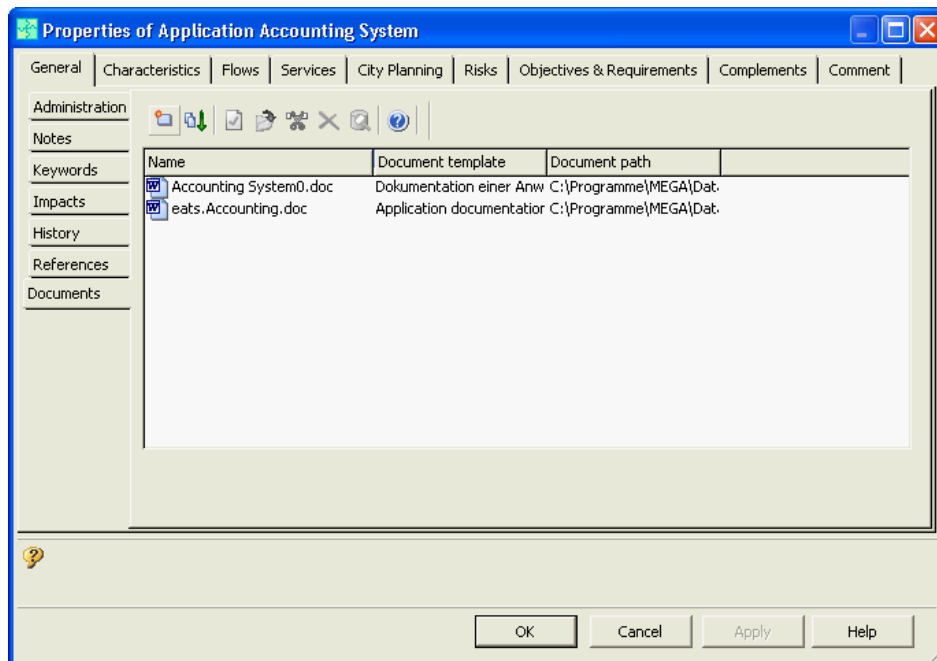 Properties of Application Accounting System
General Characteristics Flows Services City Planning Risks Objectives & Requirements Complements Comment
Administration
Notes
Keywords
Impacts
History
References
Documents
Name Document template Document path
Accounting System0.doc Dokumentation einer Anw C:\Programme\MEGA\Dat.
eats.Accounting.doc Application documentation C:\Programme\MEGA\Dat.
OK Cancel Apply Help